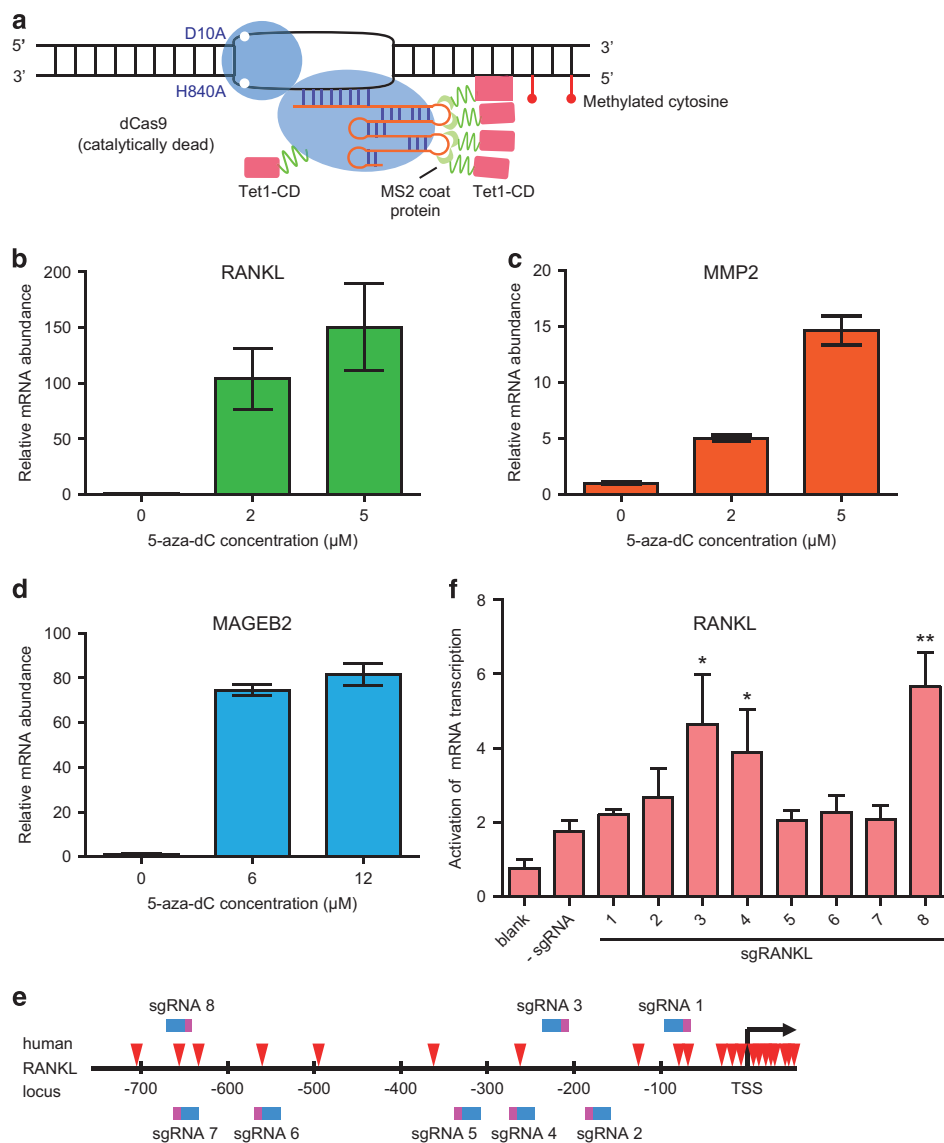 a
D10A
5’
3’
3’
5’
H840A
Methylated cytosine
dCas9
(catalytically dead)
Tet1-CD
MS2 coat
protein
Tet1-CD
b
RANKL
Relative mRNA abundance
200
150
100
50
0
0
2
5
5-aza-dC concentration (µM)
c
MMP2
Relative mRNA abundance
20
15
10
5
0
0
2
5
5-aza-dC concentration (µM)
d
MAGEB2
Relative mRNA abundance
100
80
60
40
20
0
0
6
12
5-aza-dC concentration (µM)
f
RANKL
Activation of mRNA transcription
8
6
4
2
0
*
*
**
blank
- sgRNA
1
2
3
4
5
6
7
8
sgRANKL
e
sgRNA 8
sgRNA 3
sgRNA 1
human
RANKL
locus
-700
-600
-500
-400
-300
-200
-100
TSS
sgRNA 7
sgRNA 6
sgRNA 5
sgRNA 4
sgRNA 2